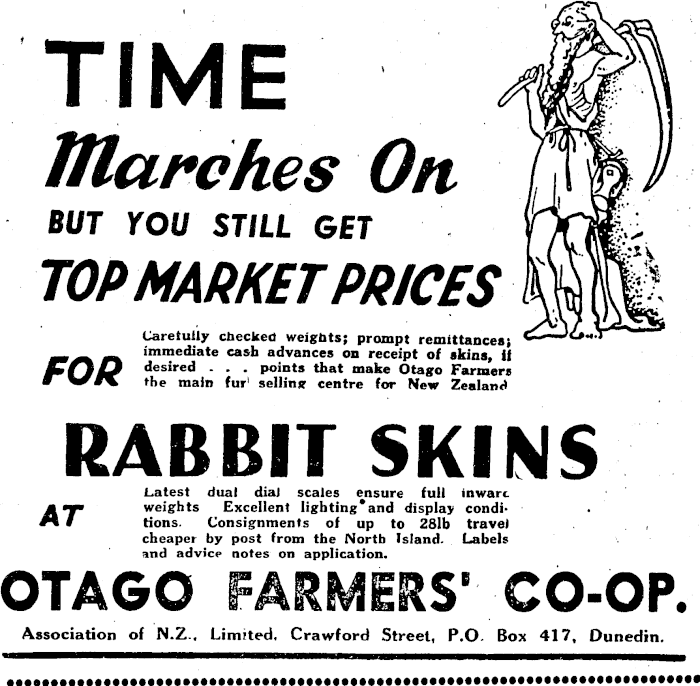 TIME
Marches On
BUT YOU STILL GET
TOP MARKET PRICES
FOR
Carefully checked weights; prompt remittances;
immediate cash advances on receipt of skins, if
desired . . . points that make Otago Farmers
the main fur selling centre for New Zealand
RABBIT SKINS
AT
Latest dual dial scales ensure full inward
weights Excellent lighting and display condi-
tions. Consignments of up to 28lb travel
cheaper by post from the North Island. Labels
and advice notes on application.
OTAGO FARMERS' CO-OP.
Association of N.Z., Limited, Crawford Street, P.O. Box 417, Dunedin.